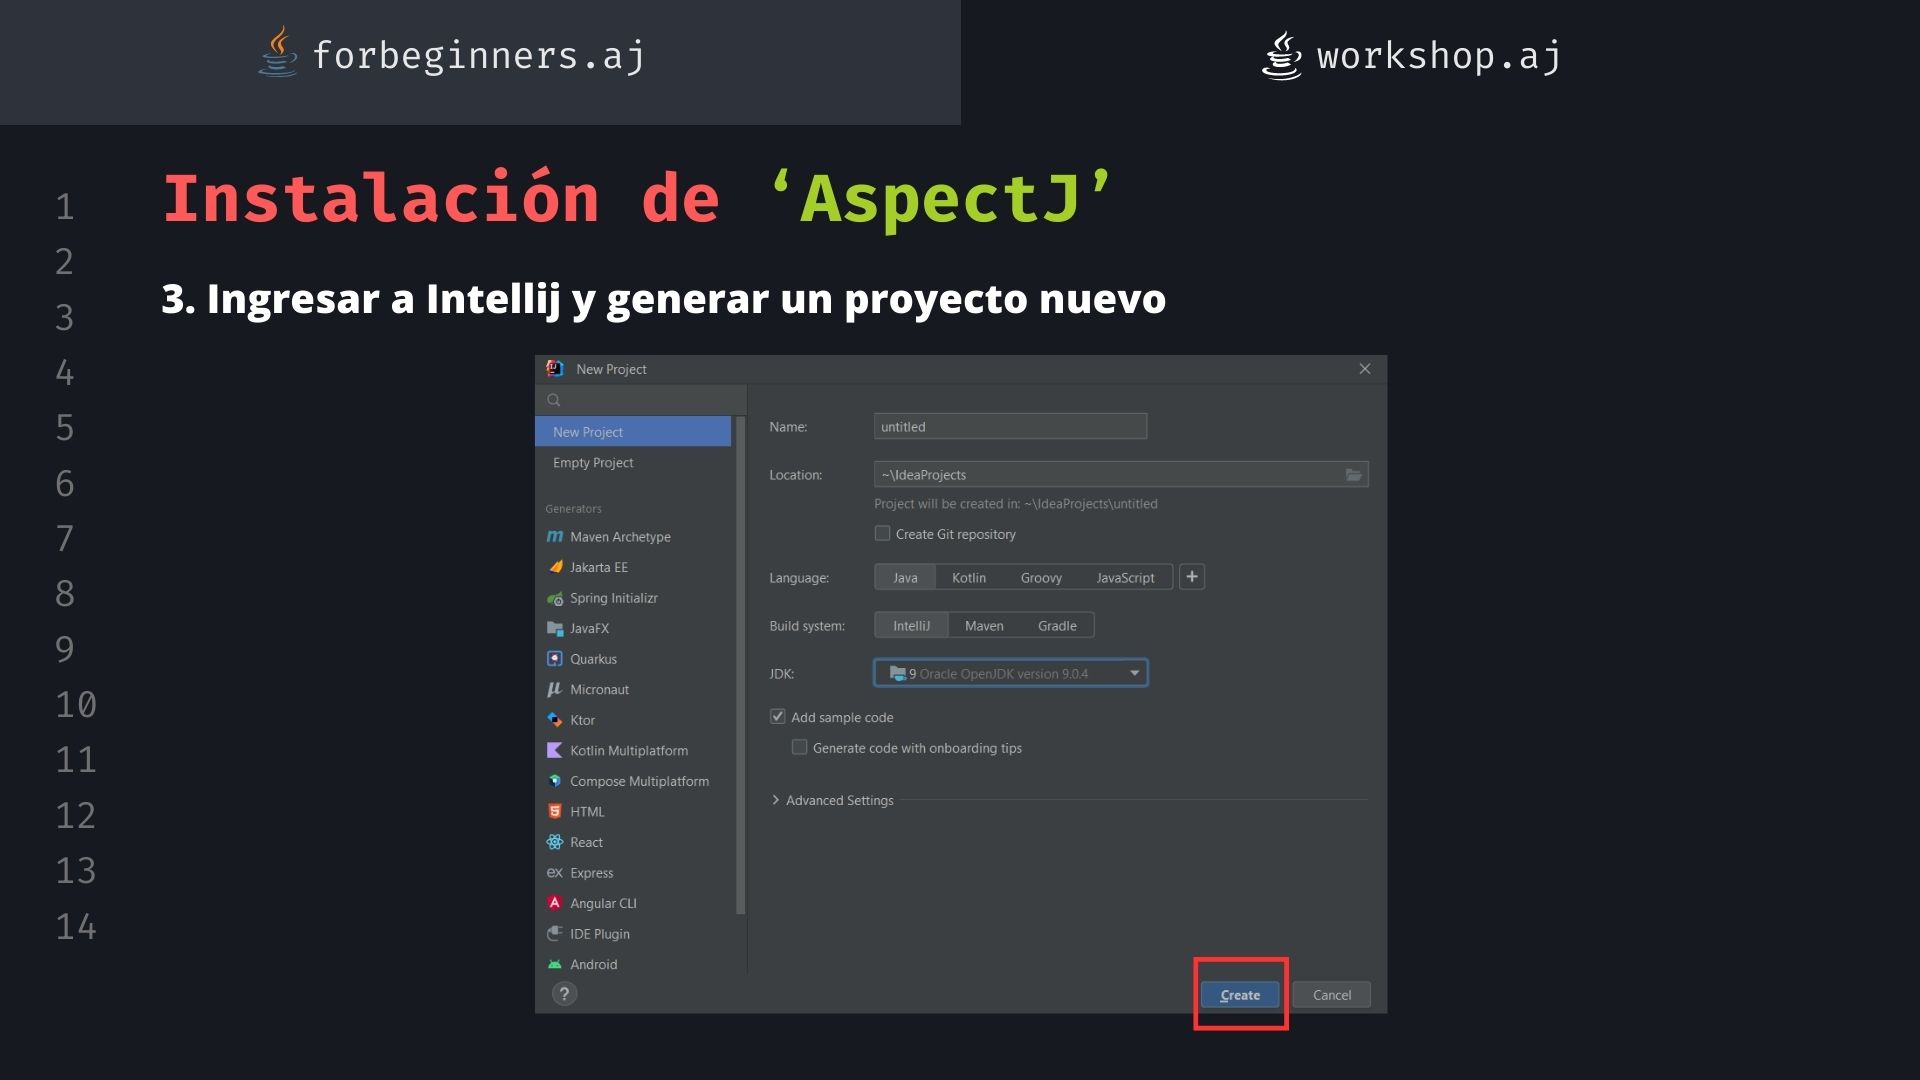 forbeginners.aj
workshop.aj
Instalación de ‘AspectJ’
3. Ingresar a Intellij y generar un proyecto nuevo
1
2
3
4
5
6
7
8
9
10
11
12
13
14
New Project
New Project
Empty Project
Generators
Maven Archetype
Jakarta EE
Spring Initializr
JavaFX
Quarkus
Micronaut
Ktor
Kotlin Multiplatform
Compose Multiplatform
HTML
React
Express
Angular CLI
IDE Plugin
Android
Name: untitled
Location: ~\IdeaProjects
Project will be created in: ~\IdeaProjects\untitled
Create Git repository
Language: Java Kotlin Groovy JavaScript +
Build system: IntelliJ Maven Gradle
JDK: 9 Oracle OpenJDK version 9.0.4
Add sample code
Generate code with onboarding tips
Advanced Settings
? Create Cancel